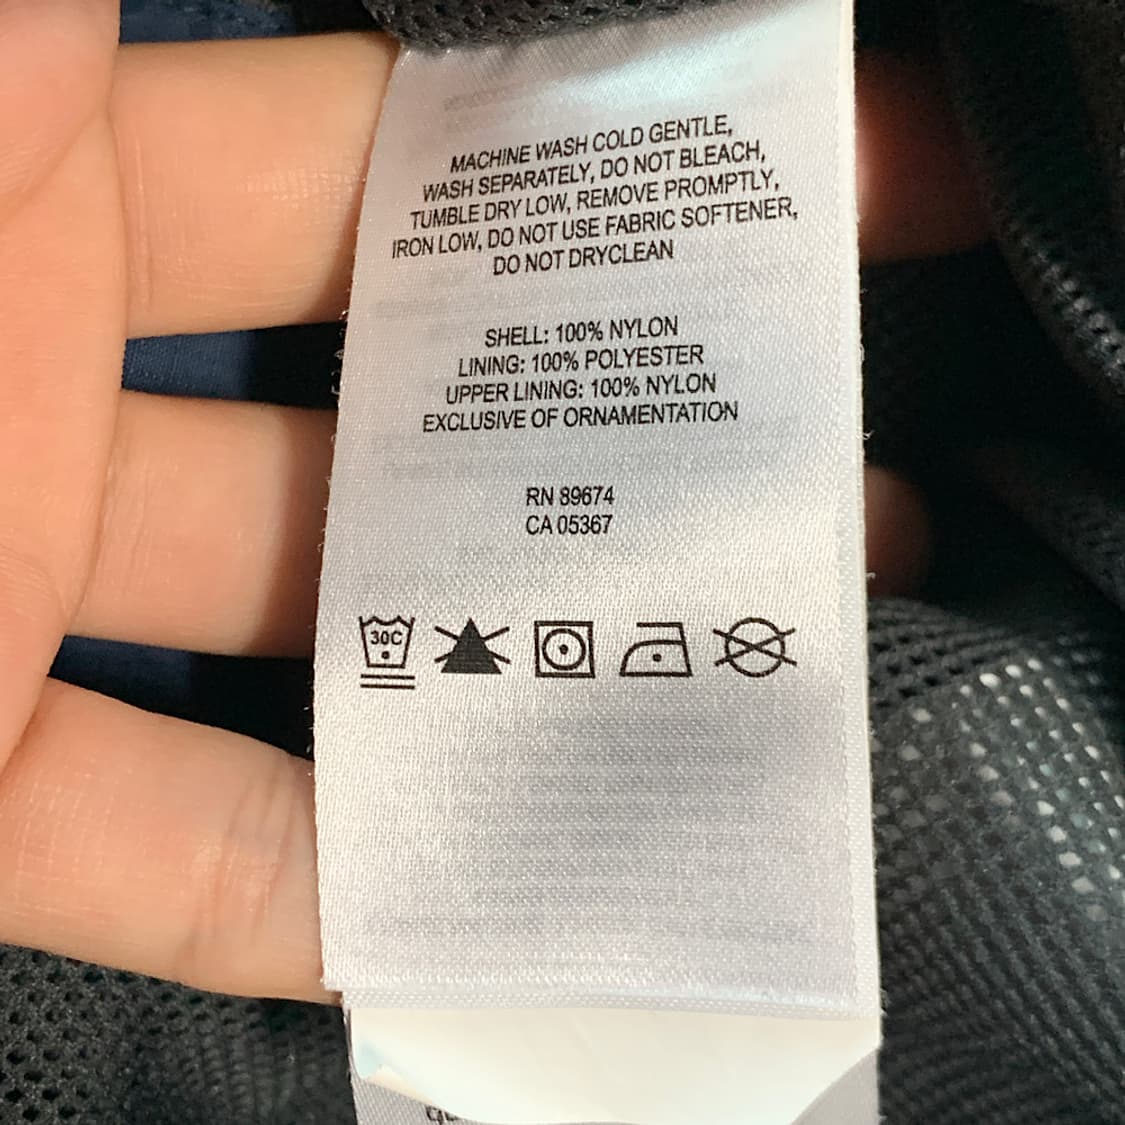 MACHINE WASH COLD GENTLE,
WASH SEPARATELY, DO NOT BLEACH,
TUMBLE DRY LOW, REMOVE PROMPTLY,
IRON LOW, DO NOT USE FABRIC SOFTENER,
DO NOT DRYCLEAN
SHELL: 100% NYLON
LINING: 100% POLYESTER
UPPER LINING: 100% NYLON
EXCLUSIVE OF ORNAMENTATION
RN 89674
CA 05367
30C